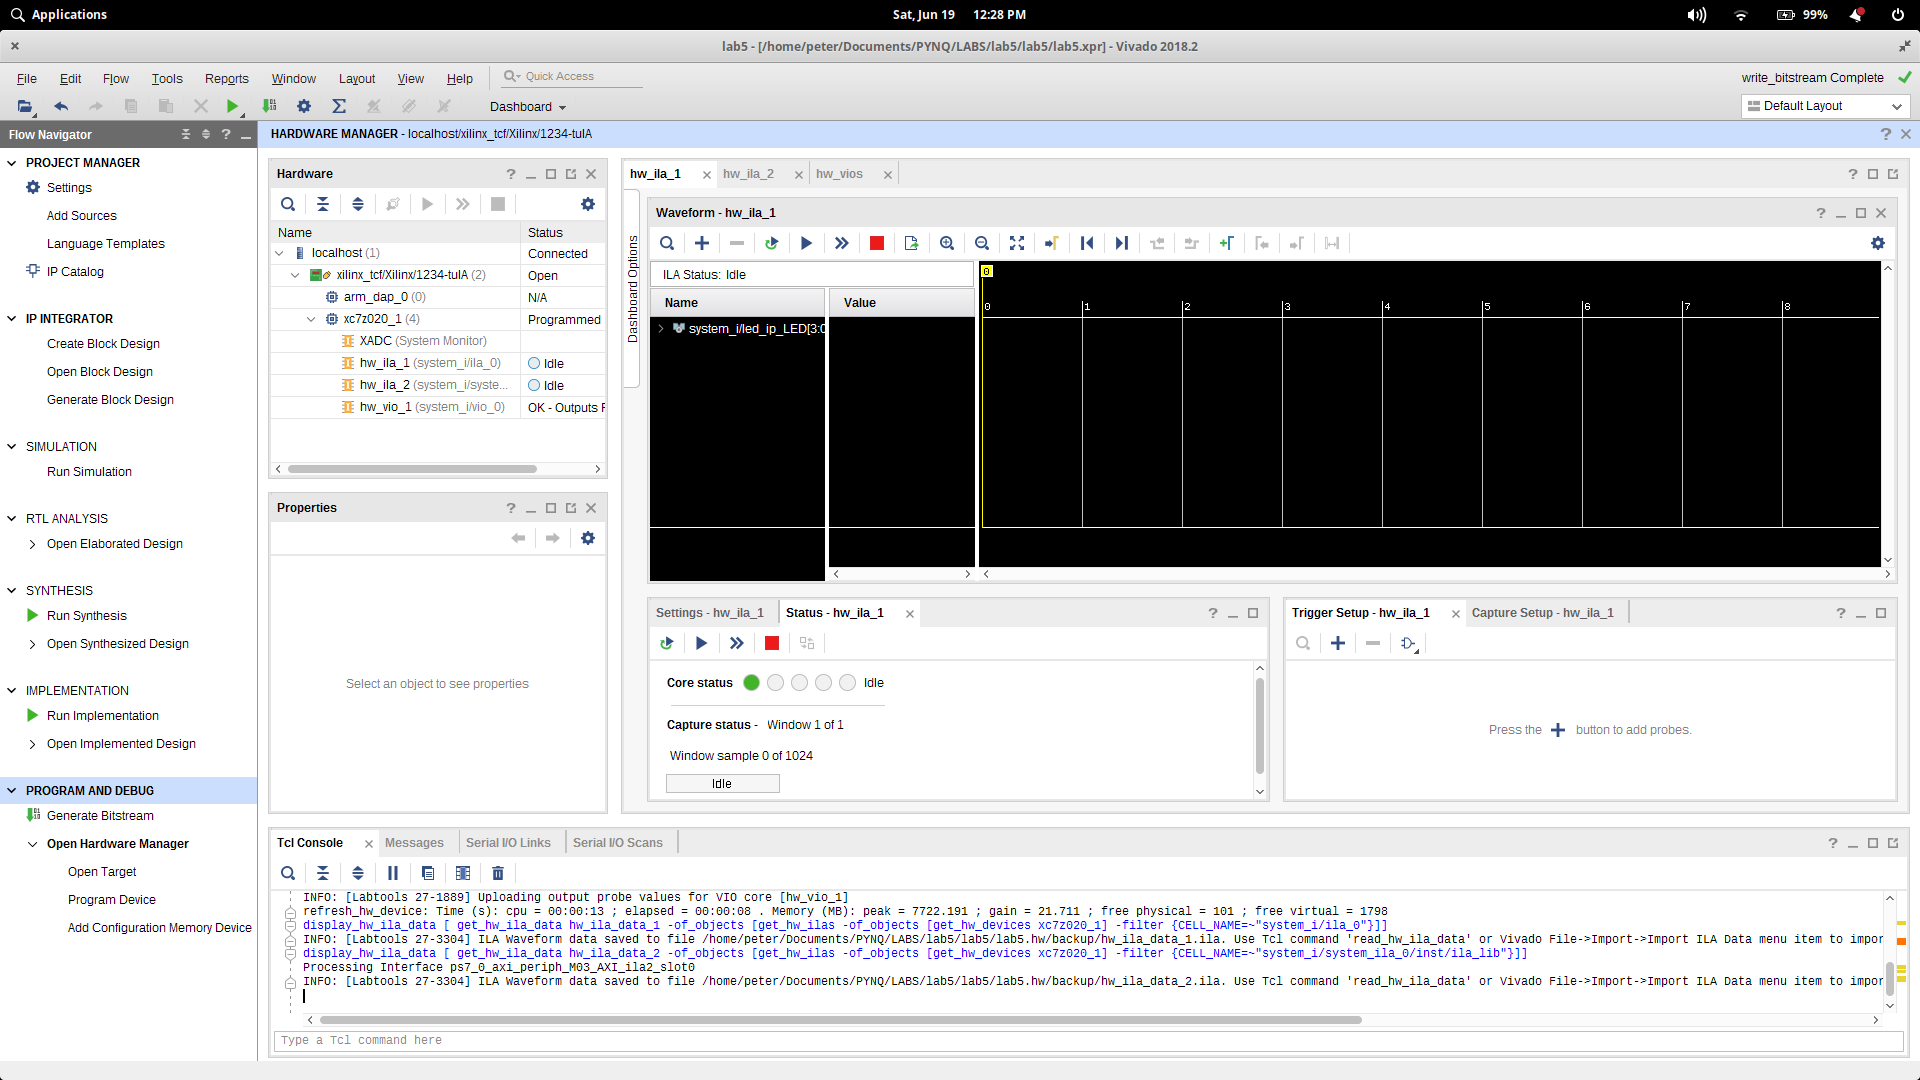 Applications
Sat, Jun 19 12:28 PM
99%
lab5 - [/home/peter/Documents/PYNQ/LABS/lab5/lab5/lab5.xpr] - Vivado 2018.2
File Edit Flow Tools Reports Window Layout View Help Quick Access
write_bitstream Complete
Dashboard
Default Layout
Flow Navigator
HARDWARE MANAGER - localhost/xilinx_tcf/Xilinx/1234-tulA
PROJECT MANAGER
Settings
Add Sources
Language Templates
IP Catalog
IP INTEGRATOR
Create Block Design
Open Block Design
Generate Block Design
SIMULATION
Run Simulation
RTL ANALYSIS
Open Elaborated Design
SYNTHESIS
Run Synthesis
Open Synthesized Design
IMPLEMENTATION
Run Implementation
Open Implemented Design
PROGRAM AND DEBUG
Generate Bitstream
Open Hardware Manager
Open Target
Program Device
Add Configuration Memory Device
Hardware
Name Status
localhost (1) Connected
xilinx_tcf/Xilinx/1234-tulA (2) Open
arm_dap_0 (0) N/A
xc7z020_1 (4) Programmed
XADC (System Monitor)
hw_ila_1 (system_i/ila_0) Idle
hw_ila_2 (system_i/syste... Idle
hw_vio_1 (system_i/vio_0) OK - Outputs R
Properties
Select an object to see properties
hw_ila_1 hw_ila_2 hw_vios
Dashboard Options
Waveform - hw_ila_1
ILA Status: Idle
Name Value
system_i/led_ip_LED[3:0
0
0 1 2 3 4 5 6 7 8
Settings - hw_ila_1 Status - hw_ila_1
Core status Idle
Capture status - Window 1 of 1
Window sample 0 of 1024
Idle
Trigger Setup - hw_ila_1 Capture Setup - hw_ila_1
Press the + button to add probes.
Tcl Console Messages Serial I/O Links Serial I/O Scans
INFO: [Labtools 27-1889] Uploading output probe values for VIO core [hw_vio_1]
refresh_hw_device: Time (s): cpu = 00:00:13 ; elapsed = 00:00:08 . Memory (MB): peak = 7722.191 ; gain = 21.711 ; free physical = 101 ; free virtual = 1798
display_hw_ila_data [ get_hw_ila_data hw_ila_data_1 -of_objects [get_hw_ilas -of_objects [get_hw_devices xc7z020_1] -filter {CELL_NAME=~"system_i/ila_0"}]]
INFO: [Labtools 27-3304] ILA Waveform data saved to file /home/peter/Documents/PYNQ/LABS/lab5/lab5/lab5.hw/backup/hw_ila_data_1.ila. Use Tcl command 'read_hw_ila_data' or Vivado File->Import->Import ILA Data menu item to impor
display_hw_ila_data [ get_hw_ila_data hw_ila_data_2 -of_objects [get_hw_ilas -of_objects [get_hw_devices xc7z020_1] -filter {CELL_NAME=~"system_i/system_ila_0/inst/ila_lib"}]]
Processing Interface ps7_0_axi_periph_M03_AXI_ila2_slot0
INFO: [Labtools 27-3304] ILA Waveform data saved to file /home/peter/Documents/PYNQ/LABS/lab5/lab5/lab5.hw/backup/hw_ila_data_2.ila. Use Tcl command 'read_hw_ila_data' or Vivado File->Import->Import ILA Data menu item to impor
Type a Tcl command here